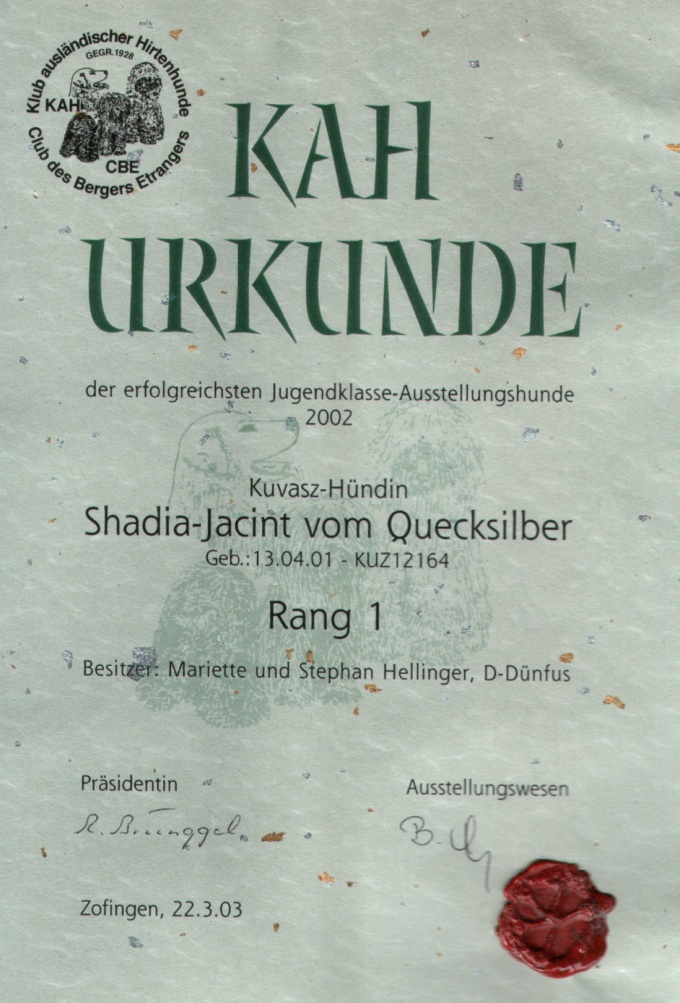 Klub ausländischer Hirtenhunde
GEGR.1928
KAH
CBE
Club des Bergers Etrangers
KAH
URKUNDE
der erfolgreichsten Jugendklasse-Ausstellungshunde
2002
Kuvasz-Hündin
Shadia-Jacint vom Quecksilber
Geb.:13.04.01 - KUZ12164
Rang 1
Besitzer: Mariette und Stephan Hellinger, D-Dünfus
Präsidentin
Ausstellungswesen
Zofingen, 22.3.03